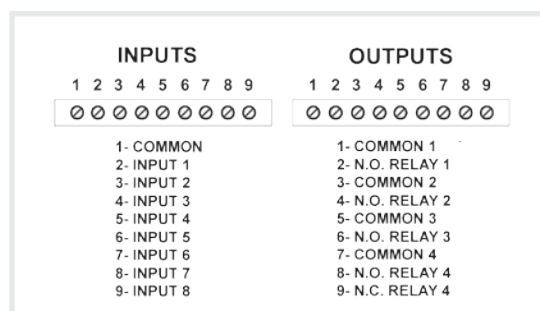 INPUTS
1 2 3 4 5 6 7 8 9
1- COMMON
2- INPUT 1
3- INPUT 2
4- INPUT 3
5- INPUT 4
6- INPUT 5
7- INPUT 6
8- INPUT 7
9- INPUT 8
OUTPUTS
1 2 3 4 5 6 7 8 9
1- COMMON 1
2- N.O. RELAY 1
3- COMMON 2
4- N.O. RELAY 2
5- COMMON 3
6- N.O. RELAY 3
7- COMMON 4
8- N.O. RELAY 4
9- N.C. RELAY 4